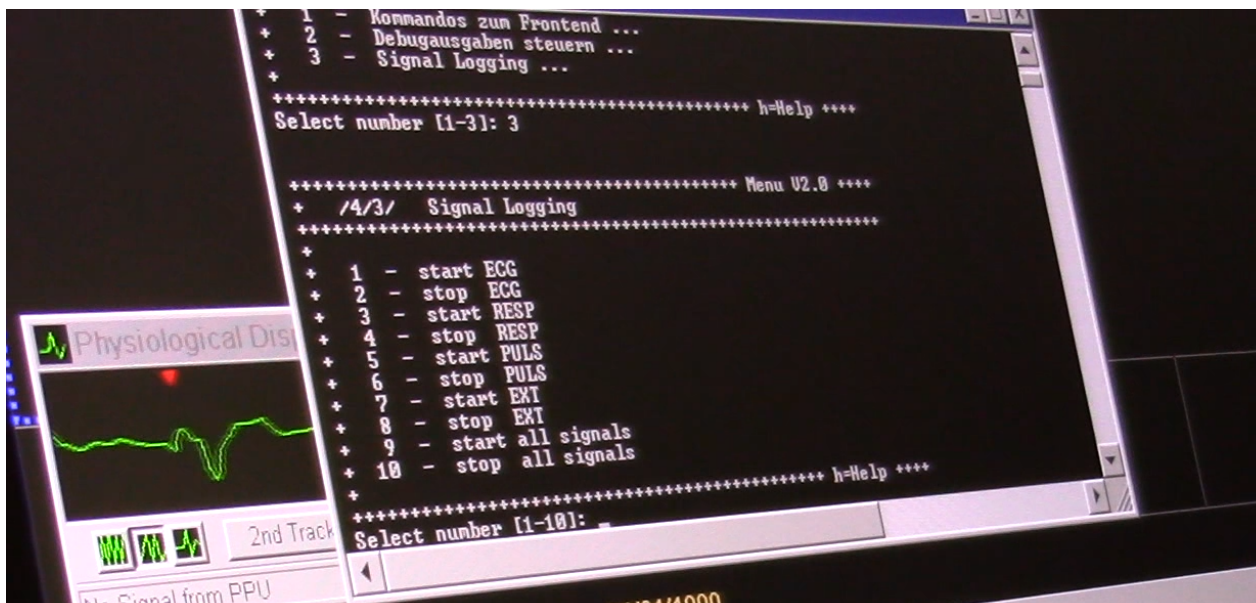 + 1 - Kommandos zum Frontend ...
+ 2 - Debugausgaben steuern ...
+ 3 - Signal Logging ...
+
++++++++++++++++++++++++++++++++++++++++++++++++ h=Help ++++
Select number [1-3]: 3
++++++++++++++++++++++++++++++++++++++++++++++ Menu V2.0 ++++
+ /4/3/ Signal Logging
++++++++++++++++++++++++++++++++++++++++++++++++++++++++++++
+
+ 1 - start ECG
+ 2 - stop ECG
+ 3 - start RESP
+ 4 - stop RESP
+ 5 - start PULS
+ 6 - stop PULS
+ 7 - start EXT
+ 8 - stop EXT
+ 9 - start all signals
+ 10 - stop all signals
+
++++++++++++++++++++++++++++++++++++++++++++++++ h=Help ++++
Select number [1-10]: _
Physiological
2nd Track
No Signal from PPU